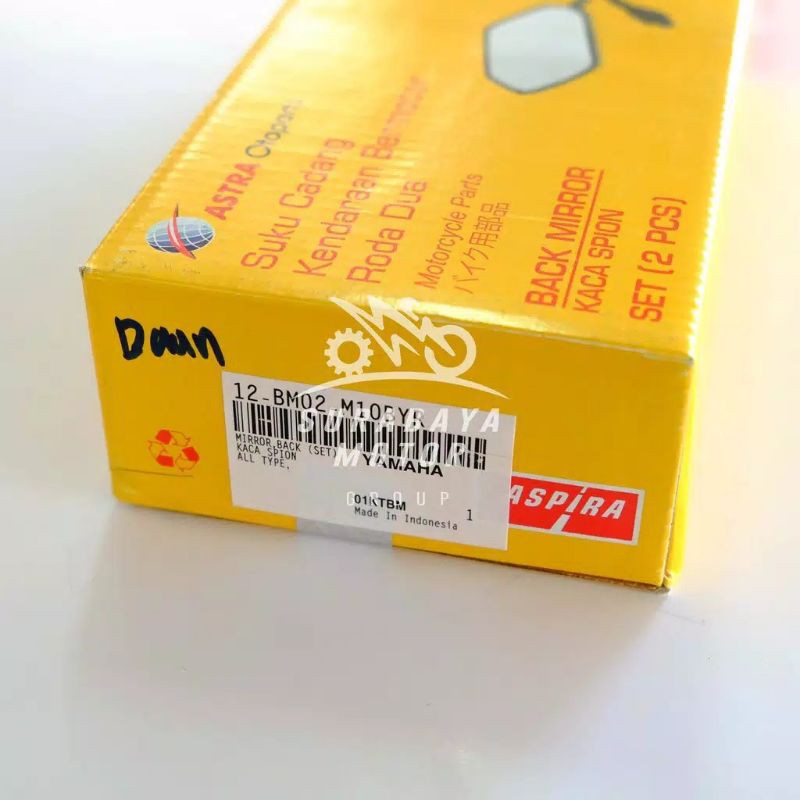 ASTRA Otoparts
Suku Cadang
Kendaraan Bermotor
Roda Dua
Motorcycle Parts
バイク用部品
BACK MIRROR
KACA SPION
SET (2 PCS)
Daun
12-BM02
MIRROR,BACK (SET)
KACA SPION
ALL TYPE,
YAMAHA
01KTBM
Made In Indonesia
1
ASPIRA
SURABAYA
MOTOR
GROUP